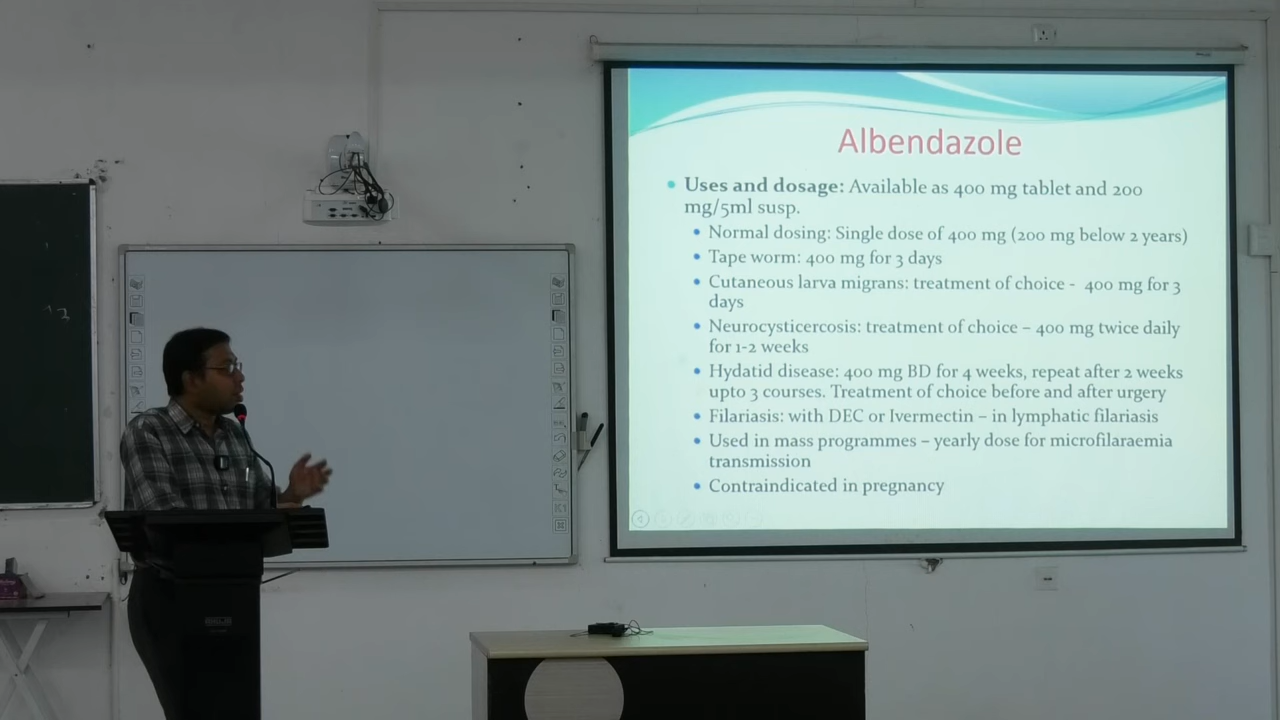 Albendazole
Uses and dosage: Available as 400 mg tablet and 200
mg/5ml susp.
Normal dosing: Single dose of 400 mg (200 mg below 2 years)
Tape worm: 400 mg for 3 days
Cutaneous larva migrans: treatment of choice - 400 mg for 3
days
Neurocysticercosis: treatment of choice – 400 mg twice daily
for 1-2 weeks
Hydatid disease: 400 mg BD for 4 weeks, repeat after 2 weeks
upto 3 courses. Treatment of choice before and after urgery
Filariasis: with DEC or Ivermectin – in lymphatic filariasis
Used in mass programmes – yearly dose for microfilaraemia
transmission
Contraindicated in pregnancy